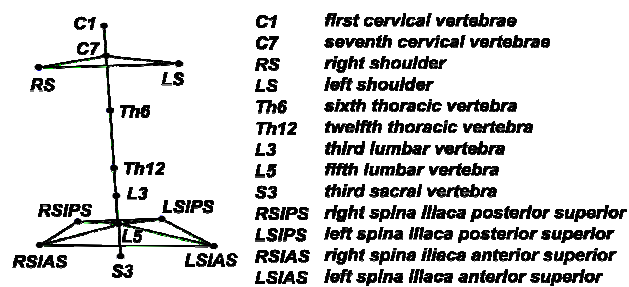 C1
C7
RS
LS
Th6
Th12
L3
RSIPS
LSIPS
L5
RSIAS
LSIAS
S3
C1 first cervical vertebrae
C7 seventh cervical vertebrae
RS right shoulder
LS left shoulder
Th6 sixth thoracic vertebra
Th12 twelfth thoracic vertebra
L3 third lumbar vertebra
L5 fifth lumbar vertebra
S3 third sacral vertebra
RSIPS right spina iliaca posterior superior
LSIPS left spina iliaca posterior superior
RSIAS right spina iliaca anterior superior
LSIAS left spina iliaca anterior superior